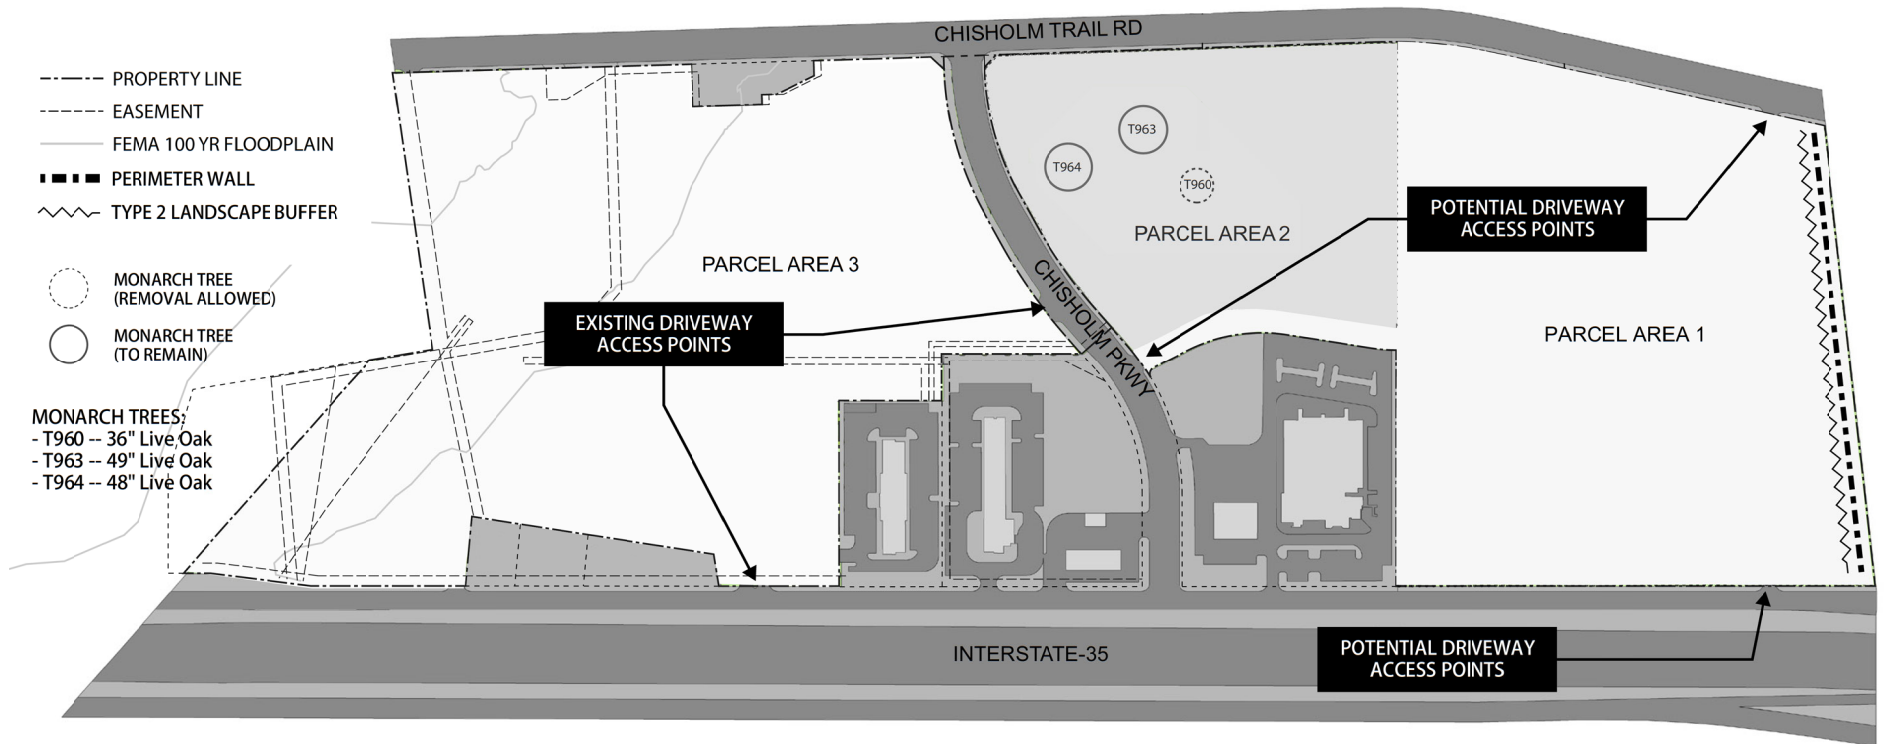 CHISHOLM TRAIL RD
PROPERTY LINE
EASEMENT
FEMA 100 YR FLOODPLAIN
PERIMETER WALL
TYPE 2 LANDSCAPE BUFFER
MONARCH TREE
(REMOVAL ALLOWED)
MONARCH TREE
(TO REMAIN)
MONARCH TREES:
- T960 -- 36" Live Oak
- T963 -- 49" Live Oak
- T964 -- 48" Live Oak
T963
T964
T960
PARCEL AREA 2
PARCEL AREA 3
PARCEL AREA 1
POTENTIAL DRIVEWAY
ACCESS POINTS
EXISTING DRIVEWAY
ACCESS POINTS
CHISHOLM PKWY
INTERSTATE-35
POTENTIAL DRIVEWAY
ACCESS POINTS